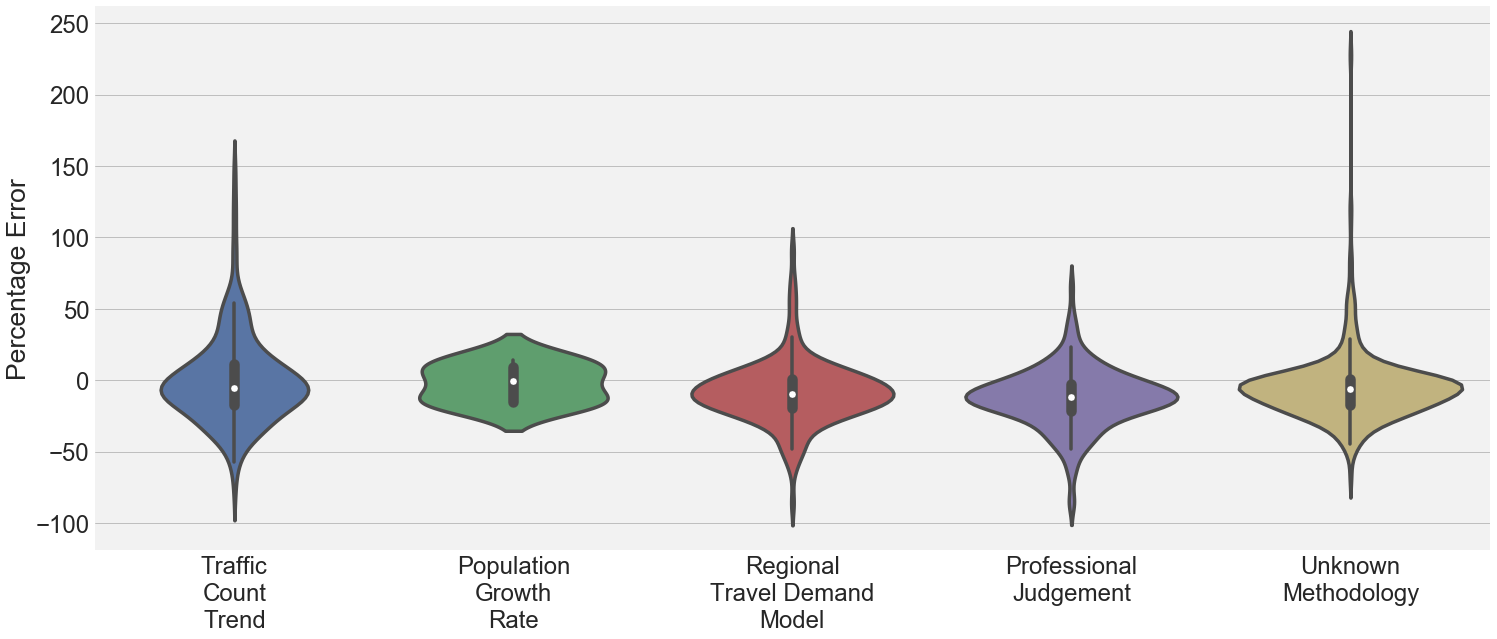 250
200
150
100
50
0
−50
−100
Percentage Error
Traffic
Count
Trend
Population
Growth
Rate
Regional
Travel Demand
Model
Professional
Judgement
Unknown
Methodology